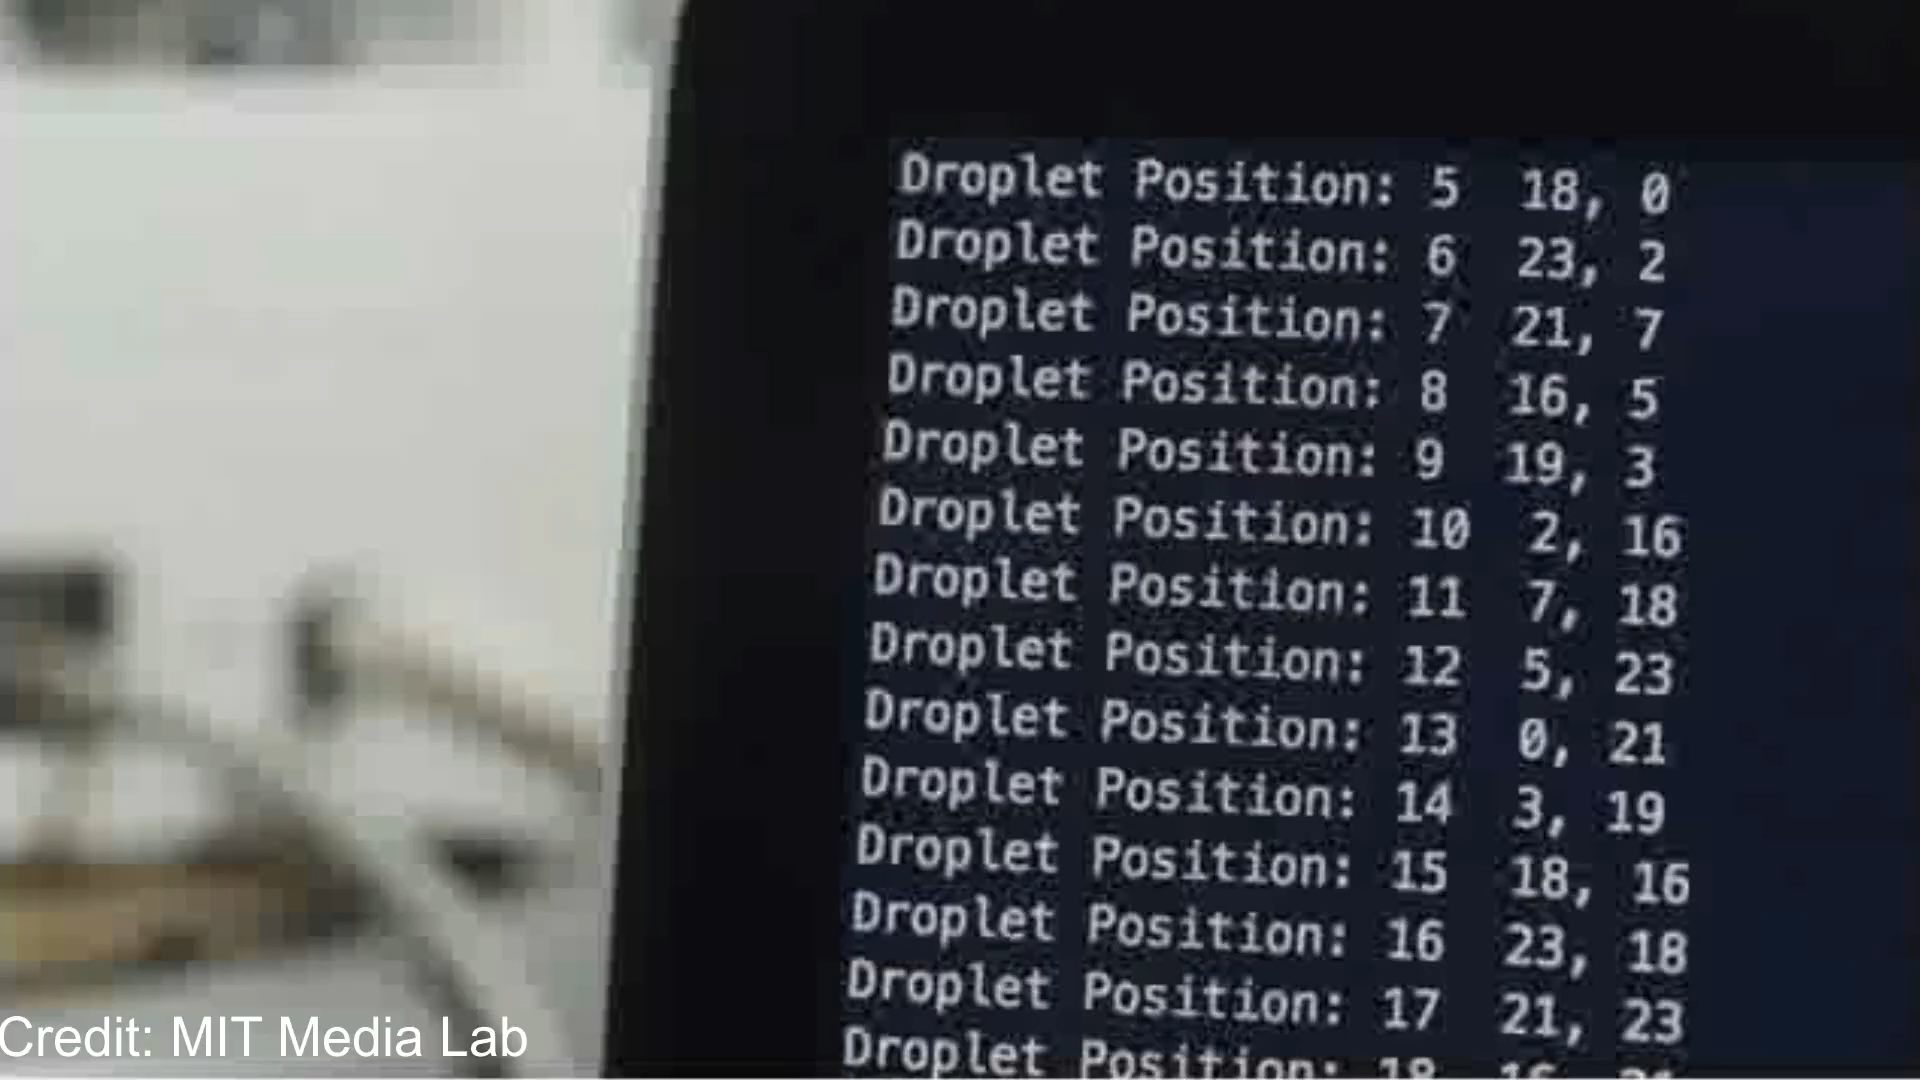 Droplet Position: 5 18, 0
Droplet Position: 6 23, 2
Droplet Position: 7 21, 7
Droplet Position: 8 16, 5
Droplet Position: 9 19, 3
Droplet Position: 10 2, 16
Droplet Position: 11 7, 18
Droplet Position: 12 5, 23
Droplet Position: 13 0, 21
Droplet Position: 14 3, 19
Droplet Position: 15 18, 16
Droplet Position: 16 23, 18
Droplet Position: 17 21, 23
Droplet Position: 18
Credit: MIT Media Lab